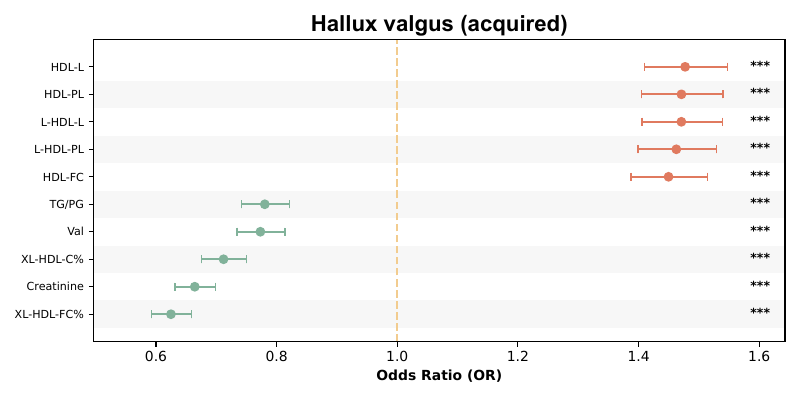 Hallux valgus (acquired)
HDL-L ***
HDL-PL ***
L-HDL-L ***
L-HDL-PL ***
HDL-FC ***
TG/PG ***
Val ***
XL-HDL-C% ***
Creatinine ***
XL-HDL-FC% ***
0.6 0.8 1.0 1.2 1.4 1.6
Odds Ratio (OR)